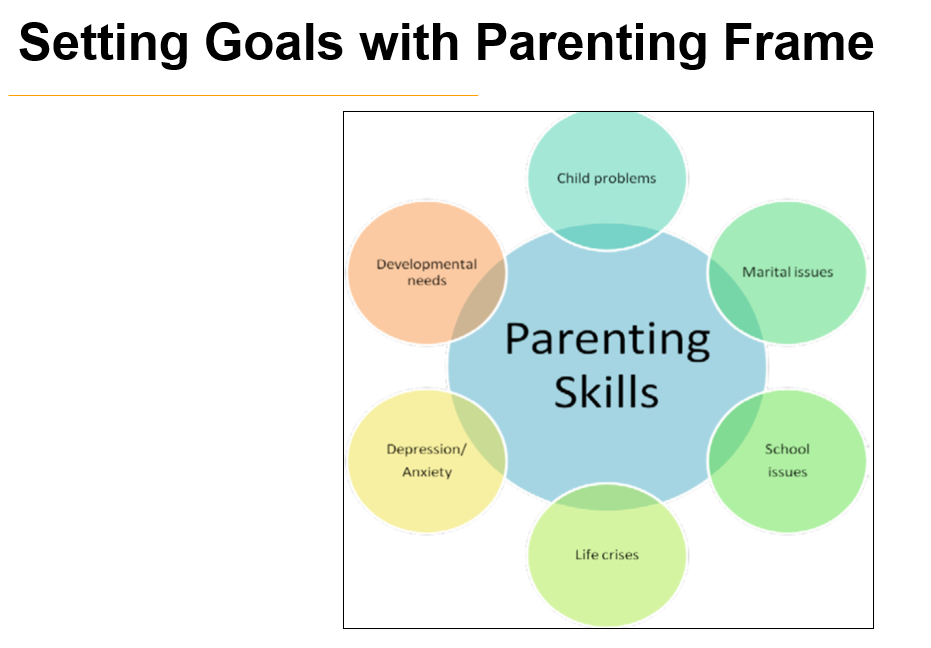 Setting Goals with Parenting Frame
Child problems
Developmental
needs
Marital issues
Parenting
Skills
Depression/
Anxiety
School
issues
Life crises